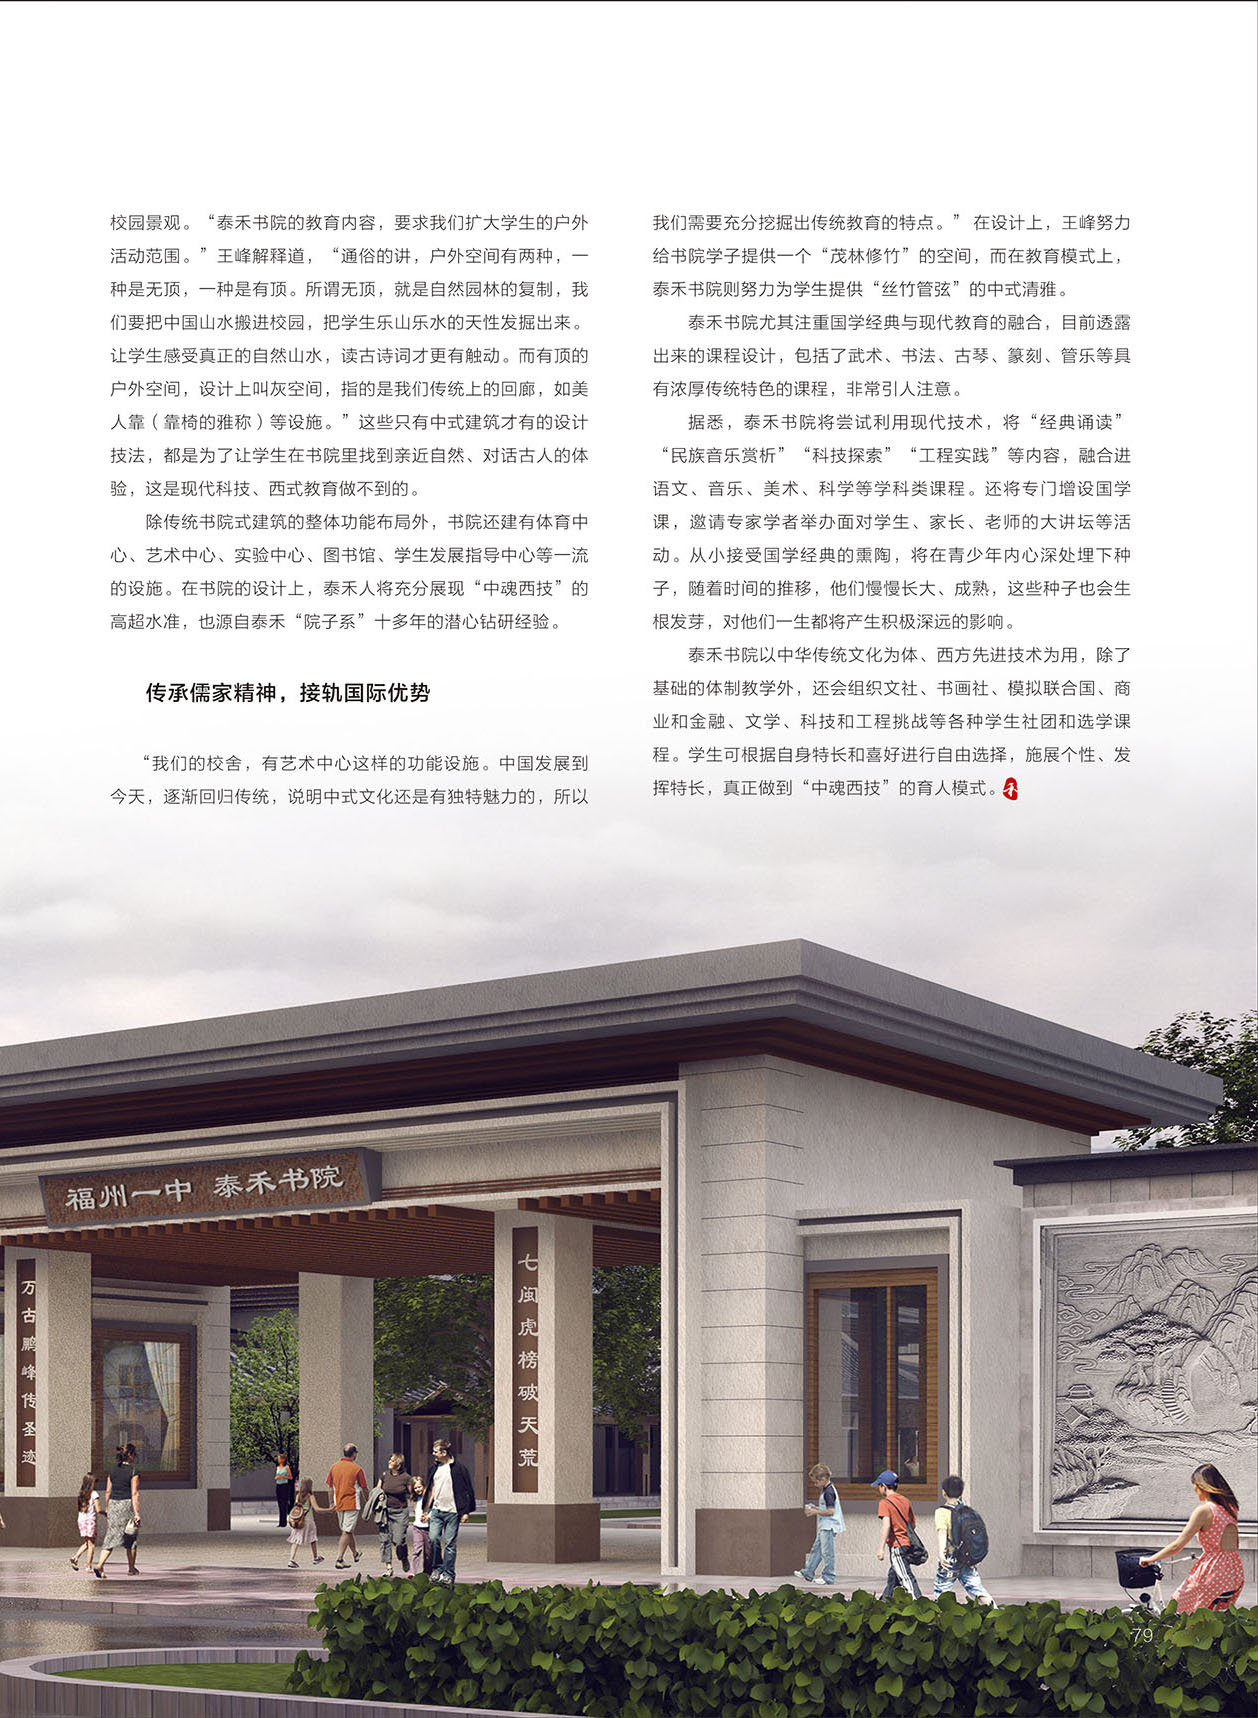 校园景观。“泰禾书院的教育内容，要求我们扩大学生的户外
活动范围。”王峰解释道，“通俗的讲，户外空间有两种，一
种是无顶，一种是有顶。所谓无顶，就是自然园林的复制，我
们要把中国山水搬进校园，把学生乐山乐水的天性发掘出来。
让学生感受真正的自然山水，读古诗词才更有触动。而有顶的
户外空间，设计上叫灰空间，指的是我们传统上的回廊，如美
人靠（靠椅的雅称）等设施。”这些只有中式建筑才有的设计
技法，都是为了让学生在书院里找到亲近自然、对话古人的体
验，这是现代科技、西式教育做不到的。
除传统书院式建筑的整体功能布局外，书院还建有体育中
心、艺术中心、实验中心、图书馆、学生发展指导中心等一流
的设施。在书院的设计上，泰禾人将充分展现“中魂西技”的
高超水准，也源自泰禾“院子系”十多年的潜心钻研经验。
传承儒家精神，接轨国际优势
“我们的校舍，有艺术中心这样的功能设施。中国发展到
今天，逐渐回归传统，说明中式文化还是有独特魅力的，所以
我们需要充分挖掘出传统教育的特点。” 在设计上，王峰努力
给书院学子提供一个“茂林修竹”的空间，而在教育模式上，
泰禾书院则努力为学生提供“丝竹管弦”的中式清雅。
泰禾书院尤其注重国学经典与现代教育的融合，目前透露
出来的课程设计，包括了武术、书法、古琴、篆刻、管乐等具
有浓厚传统特色的课程，非常引人注意。
据悉，泰禾书院将尝试利用现代技术，将“经典诵读”
“民族音乐赏析”“科技探索”“工程实践”等内容，融合进
语文、音乐、美术、科学等学科类课程。还将专门增设国学
课，邀请专家学者举办面对学生、家长、老师的大讲坛等活
动。从小接受国学经典的熏陶，将在青少年内心深处埋下种
子，随着时间的推移，他们慢慢长大、成熟，这些种子也会生
根发芽，对他们一生都将产生积极深远的影响。
泰禾书院以中华传统文化为体、西方先进技术为用，除了
基础的体制教学外，还会组织文社、书画社、模拟联合国、商
业和金融、文学、科技和工程挑战等各种学生社团和选学课
程。学生可根据自身特长和喜好进行自由选择，施展个性、发
挥特长，真正做到“中魂西技”的育人模式。
禾
福州一中 泰禾书院
万古鹏峰传圣迹
七闽虎榜破天荒
79